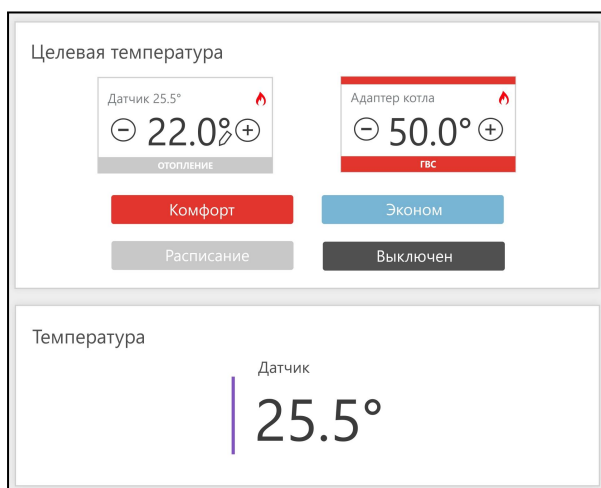 Целевая температура
Датчик 25.5°
22.0°
ОТОПЛЕНИЕ
Адаптер котла
50.0°
ГВС
Комфорт
Эконом
Расписание
Выключен
Температура
Датчик
25.5°